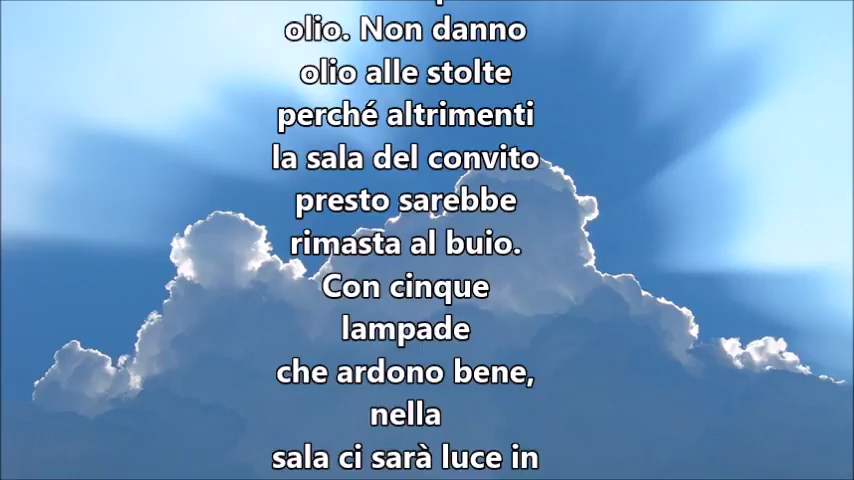 olio. Non danno
olio alle stolte
perché altrimenti
la sala del convito
presto sarebbe
rimasta al buio.
Con cinque
lampade
che ardono bene,
nella
sala ci sarà luce in